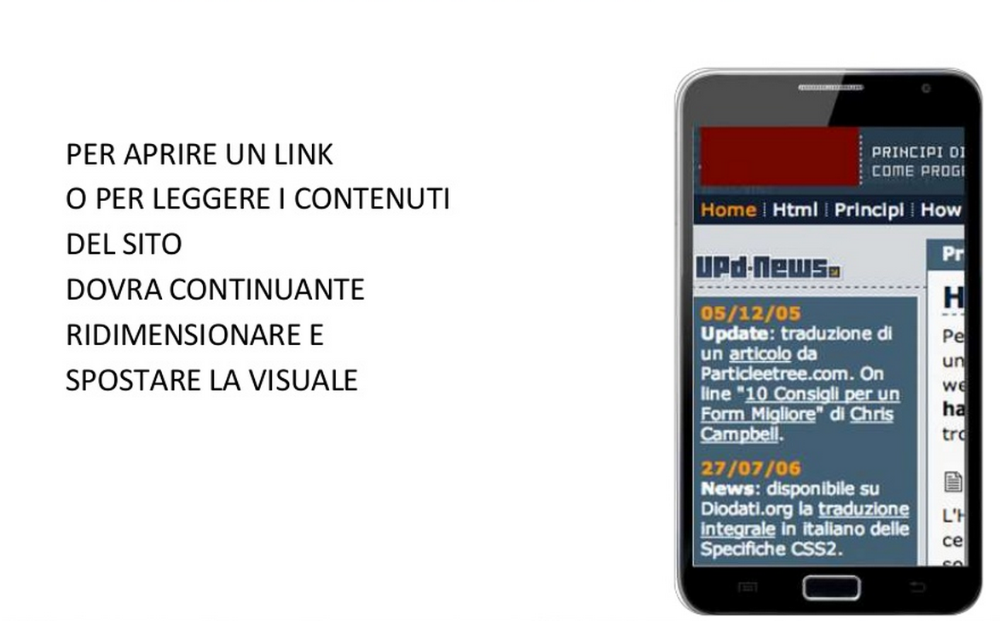 PER APRIRE UN LINK
O PER LEGGERE I CONTENUTI
DEL SITO
DOVRA CONTINUANTE
RIDIMENSIONARE E
SPOSTARE LA VISUALE
PRINCIPI DI
COME PROG
Home Html Principi How
UPd-News
Pr
H
05/12/05
Update: traduzione di
un articolo da
Particleetree.com. On
line "10 Consigli per un
Form Migliore" di Chris
Campbell.
Pe
un
we
ha
tro
27/07/06
News: disponibile su
Diodati.org la traduzione
integrale in italiano delle
Specifiche CSS2.
L'H
ce